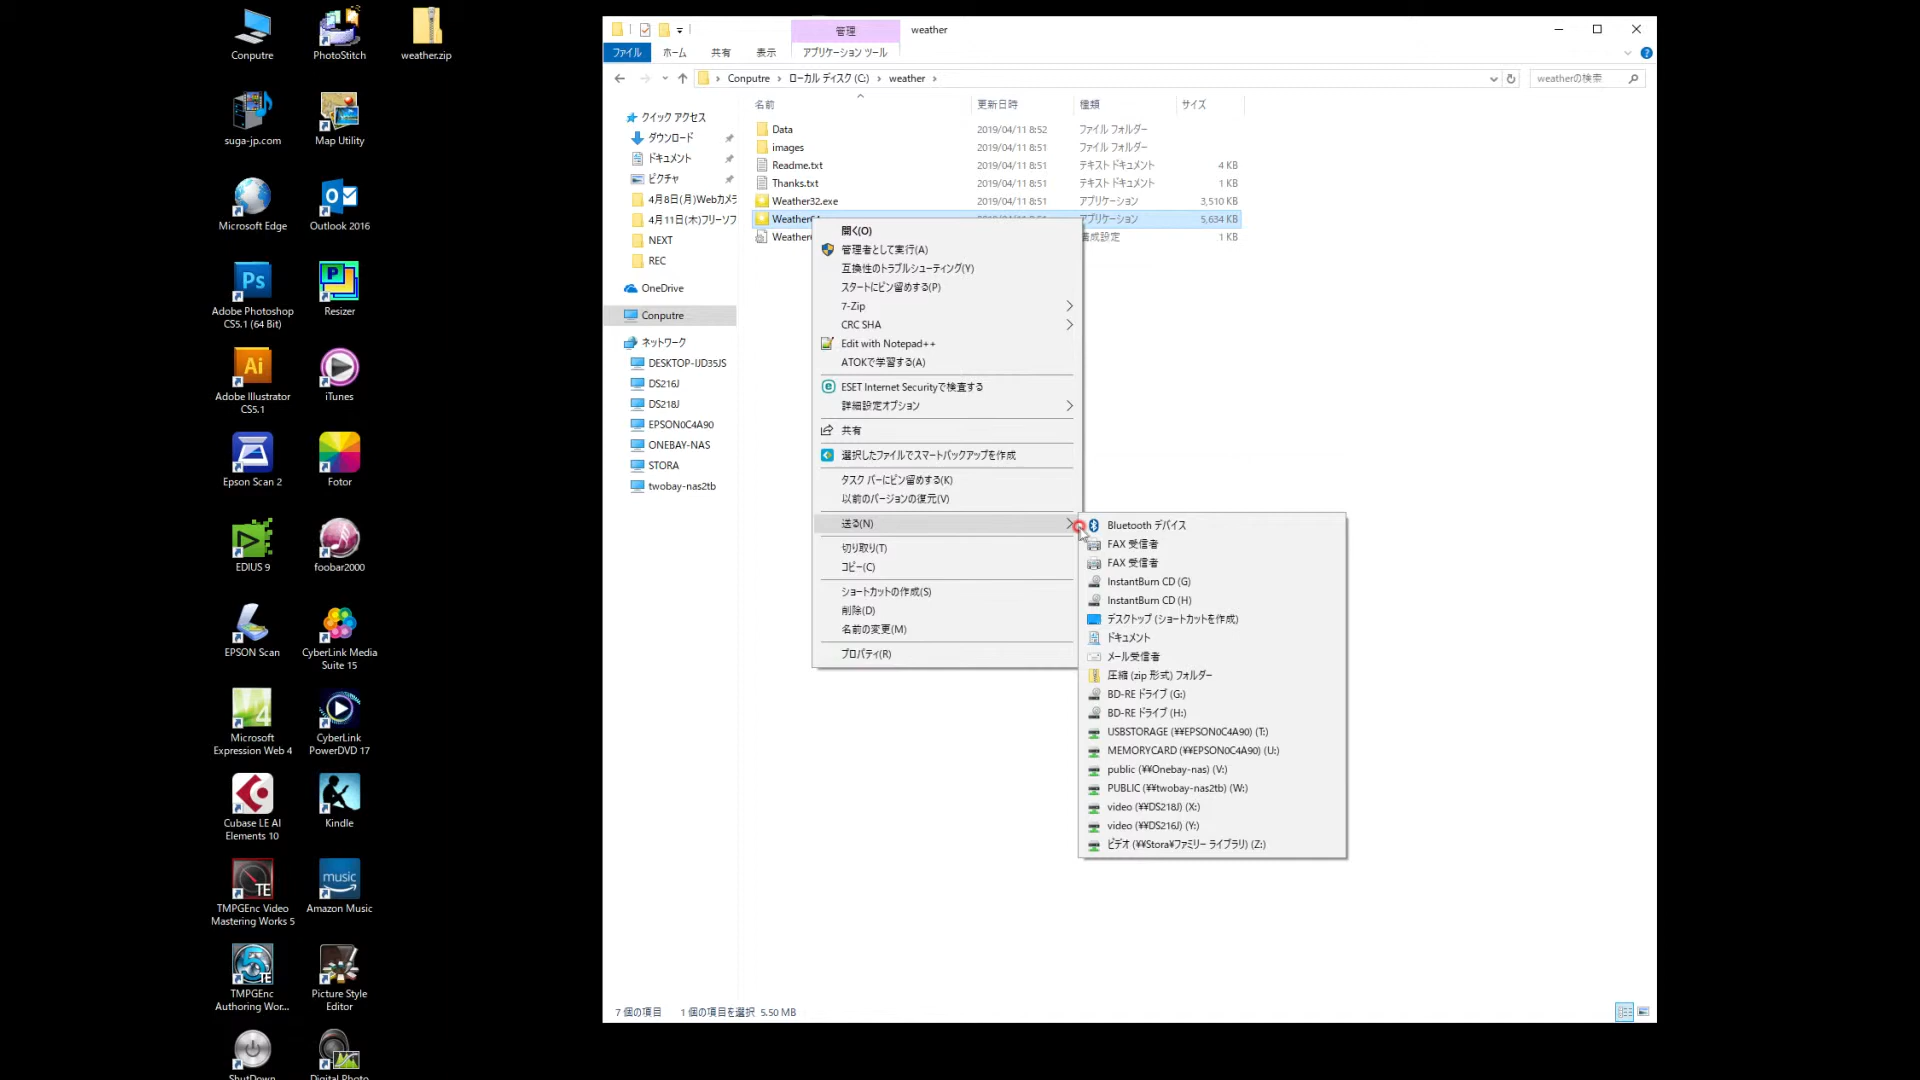 Conputre
PhotoStitch
weather.zip
suga-jp.com
Map Utility
Microsoft Edge
Outlook 2016
Adobe Photoshop
CS5.1 (64 Bit)
Resizer
Adobe Illustrator
CS5.1
iTunes
Epson Scan 2
Fotor
EDIUS 9
foobar2000
EPSON Scan
CyberLink Media
Suite 15
Microsoft
Expression Web 4
CyberLink
PowerDVD 17
Cubase LE AI
Elements 10
Kindle
TMPGEnc Video
Mastering Works 5
Amazon Music
TMPGEnc
Authoring Wor...
Picture Style
Editor
ShutDown
Digital Photo
管理
weather
ファイル
ホーム
共有
表示
アプリケーション ツール
Conputre
ローカル ディスク (C:)
weather
weatherの検索
クイック アクセス
ダウンロード
ドキュメント
ピクチャ
4月8日(月)Webカメラ
4月11日(木)フリーソフ
NEXT
REC
OneDrive
Conputre
ネットワーク
DESKTOP-IJD35JS
DS216J
DS218J
EPSON0C4A90
ONEBAY-NAS
STORA
twobay-nas2tb
名前 更新日時 種類 サイズ
Data 2019/04/11 8:52 ファイル フォルダー
images 2019/04/11 8:51 ファイル フォルダー
Readme.txt 2019/04/11 8:51 テキスト ドキュメント 4 KB
Thanks.txt 2019/04/11 8:51 テキスト ドキュメント 1 KB
Weather32.exe 2019/04/11 8:51 アプリケーション 3,510 KB
アプリケーション 5,634 KB
構成設定 1 KB
開く(O)
管理者として実行(A)
互換性のトラブルシューティング(Y)
スタートにピン留めする(P)
7-Zip
CRC SHA
Edit with Notepad++
ATOKで学習する(A)
ESET Internet Securityで検査する
詳細設定オプション
共有
選択したファイルでスマートバックアップを作成
タスク バーにピン留めする(K)
以前のバージョンの復元(V)
送る(N)
切り取り(T)
コピー(C)
ショートカットの作成(S)
削除(D)
名前の変更(M)
プロパティ(R)
Bluetooth デバイス
FAX 受信者
FAX 受信者
InstantBurn CD (G)
InstantBurn CD (H)
デスクトップ (ショートカットを作成)
ドキュメント
メール受信者
圧縮 (zip 形式) フォルダー
BD-RE ドライブ (G:)
BD-RE ドライブ (H:)
USBSTORAGE (¥¥EPSON0C4A90) (T:)
MEMORYCARD (¥¥EPSON0C4A90) (U:)
public (¥¥Onebay-nas) (V:)
PUBLIC (¥¥twobay-nas2tb) (W:)
video (¥¥DS218J) (X:)
video (¥¥DS216J) (Y:)
ビデオ (¥¥Stora¥ファミリー ライブラリ) (Z:)
7 個の項目 1 個の項目を選択 5.50 MB